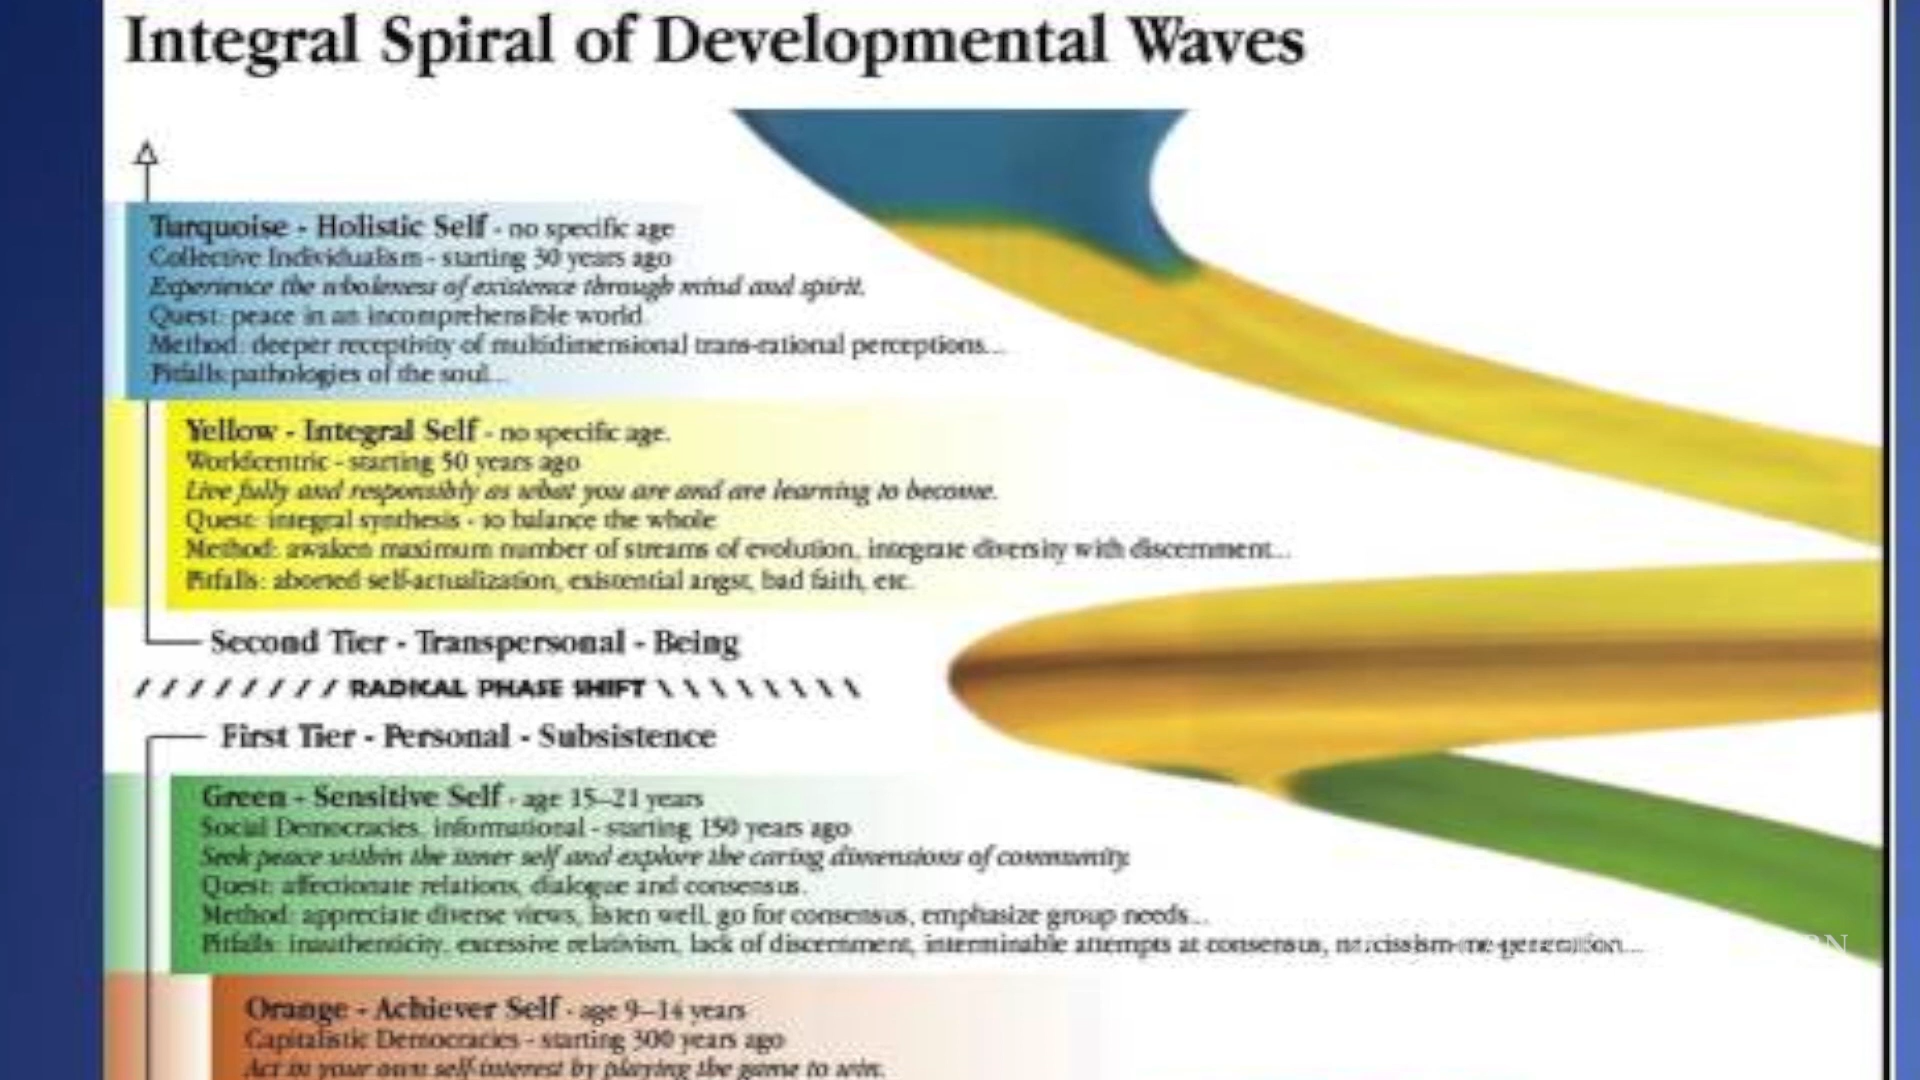 Integral Spiral of Developmental Waves
Turquoise - Holistic Self - no specific age
Collective Individualism - starting 30 years ago
Experience the wholeness of existence through mind and spirit.
Quest: peace in an incomprehensible world.
Method: deeper receptivity of multidimensional trans-rational perceptions...
Pitfalls: pathologies of the soul...
Yellow - Integral Self - no specific age.
Worldcentric - starting 50 years ago
Live fully and responsibly as what you are and are learning to become.
Quest: integral synthesis - to balance the whole
Method: awaken maximum number of streams of evolution, integrate diversity with discernment...
Pitfalls: aborted self-actualization, existential angst, bad faith, etc.
Second Tier - Transpersonal - Being
/ / / / / / / / RADICAL PHASE SHIFT \ \ \ \ \ \ \ \
First Tier - Personal - Subsistence
Green - Sensitive Self - age 15–21 years
Social Democracies, informational - starting 150 years ago
Seek peace within the inner self and explore the caring dimensions of community.
Quest: affectionate relations, dialogue and consensus.
Method: appreciate diverse views, listen well, go for consensus, emphasize group needs...
Pitfalls: inauthenticity, excessive relativism, lack of discernment, interminable attempts at consensus, narcissism-me-generation...
Orange - Achiever Self - age 9–14 years
Capitalistic Democracies - starting 300 years ago
Act in your own self-interest by playing the game to win.